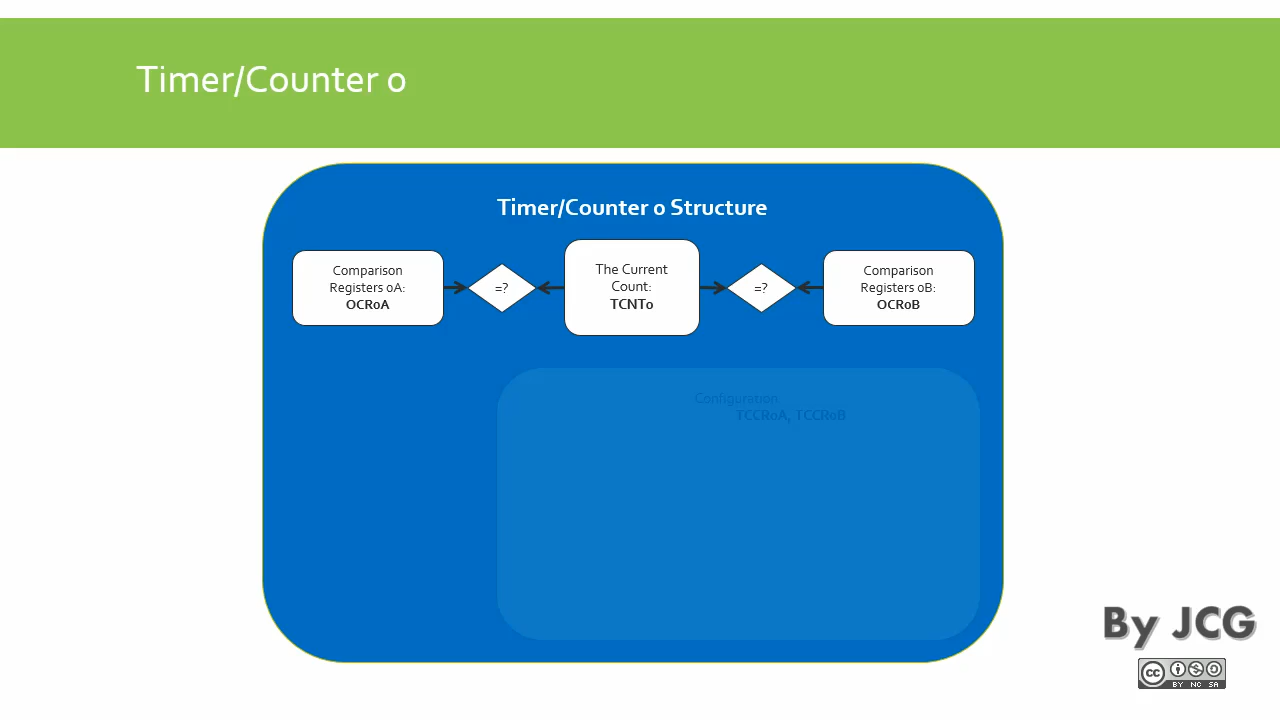 Timer/Counter 0
Timer/Counter 0 Structure
Comparison
Registers 0A:
OCR0A
=?
The Current
Count:
TCNT0
=?
Comparison
Registers 0B:
OCR0B
Configuration
TCCR0A, TCCR0B
By JCG
cc
BY NC SA